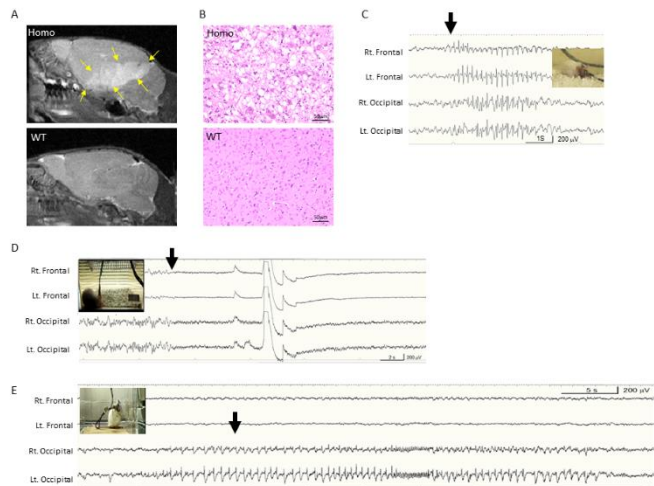 A
Homo
WT
B
Homo
50μm
WT
50μm
C
Rt. Frontal
Lt. Frontal
Rt. Occipital
Lt. Occipital
1S 200 μV
D
Rt. Frontal
Lt. Frontal
Rt. Occipital
Lt. Occipital
2 s 200 μV
E
5 s 200 μV
Rt. Frontal
Lt. Frontal
Rt. Occipital
Lt. Occipital